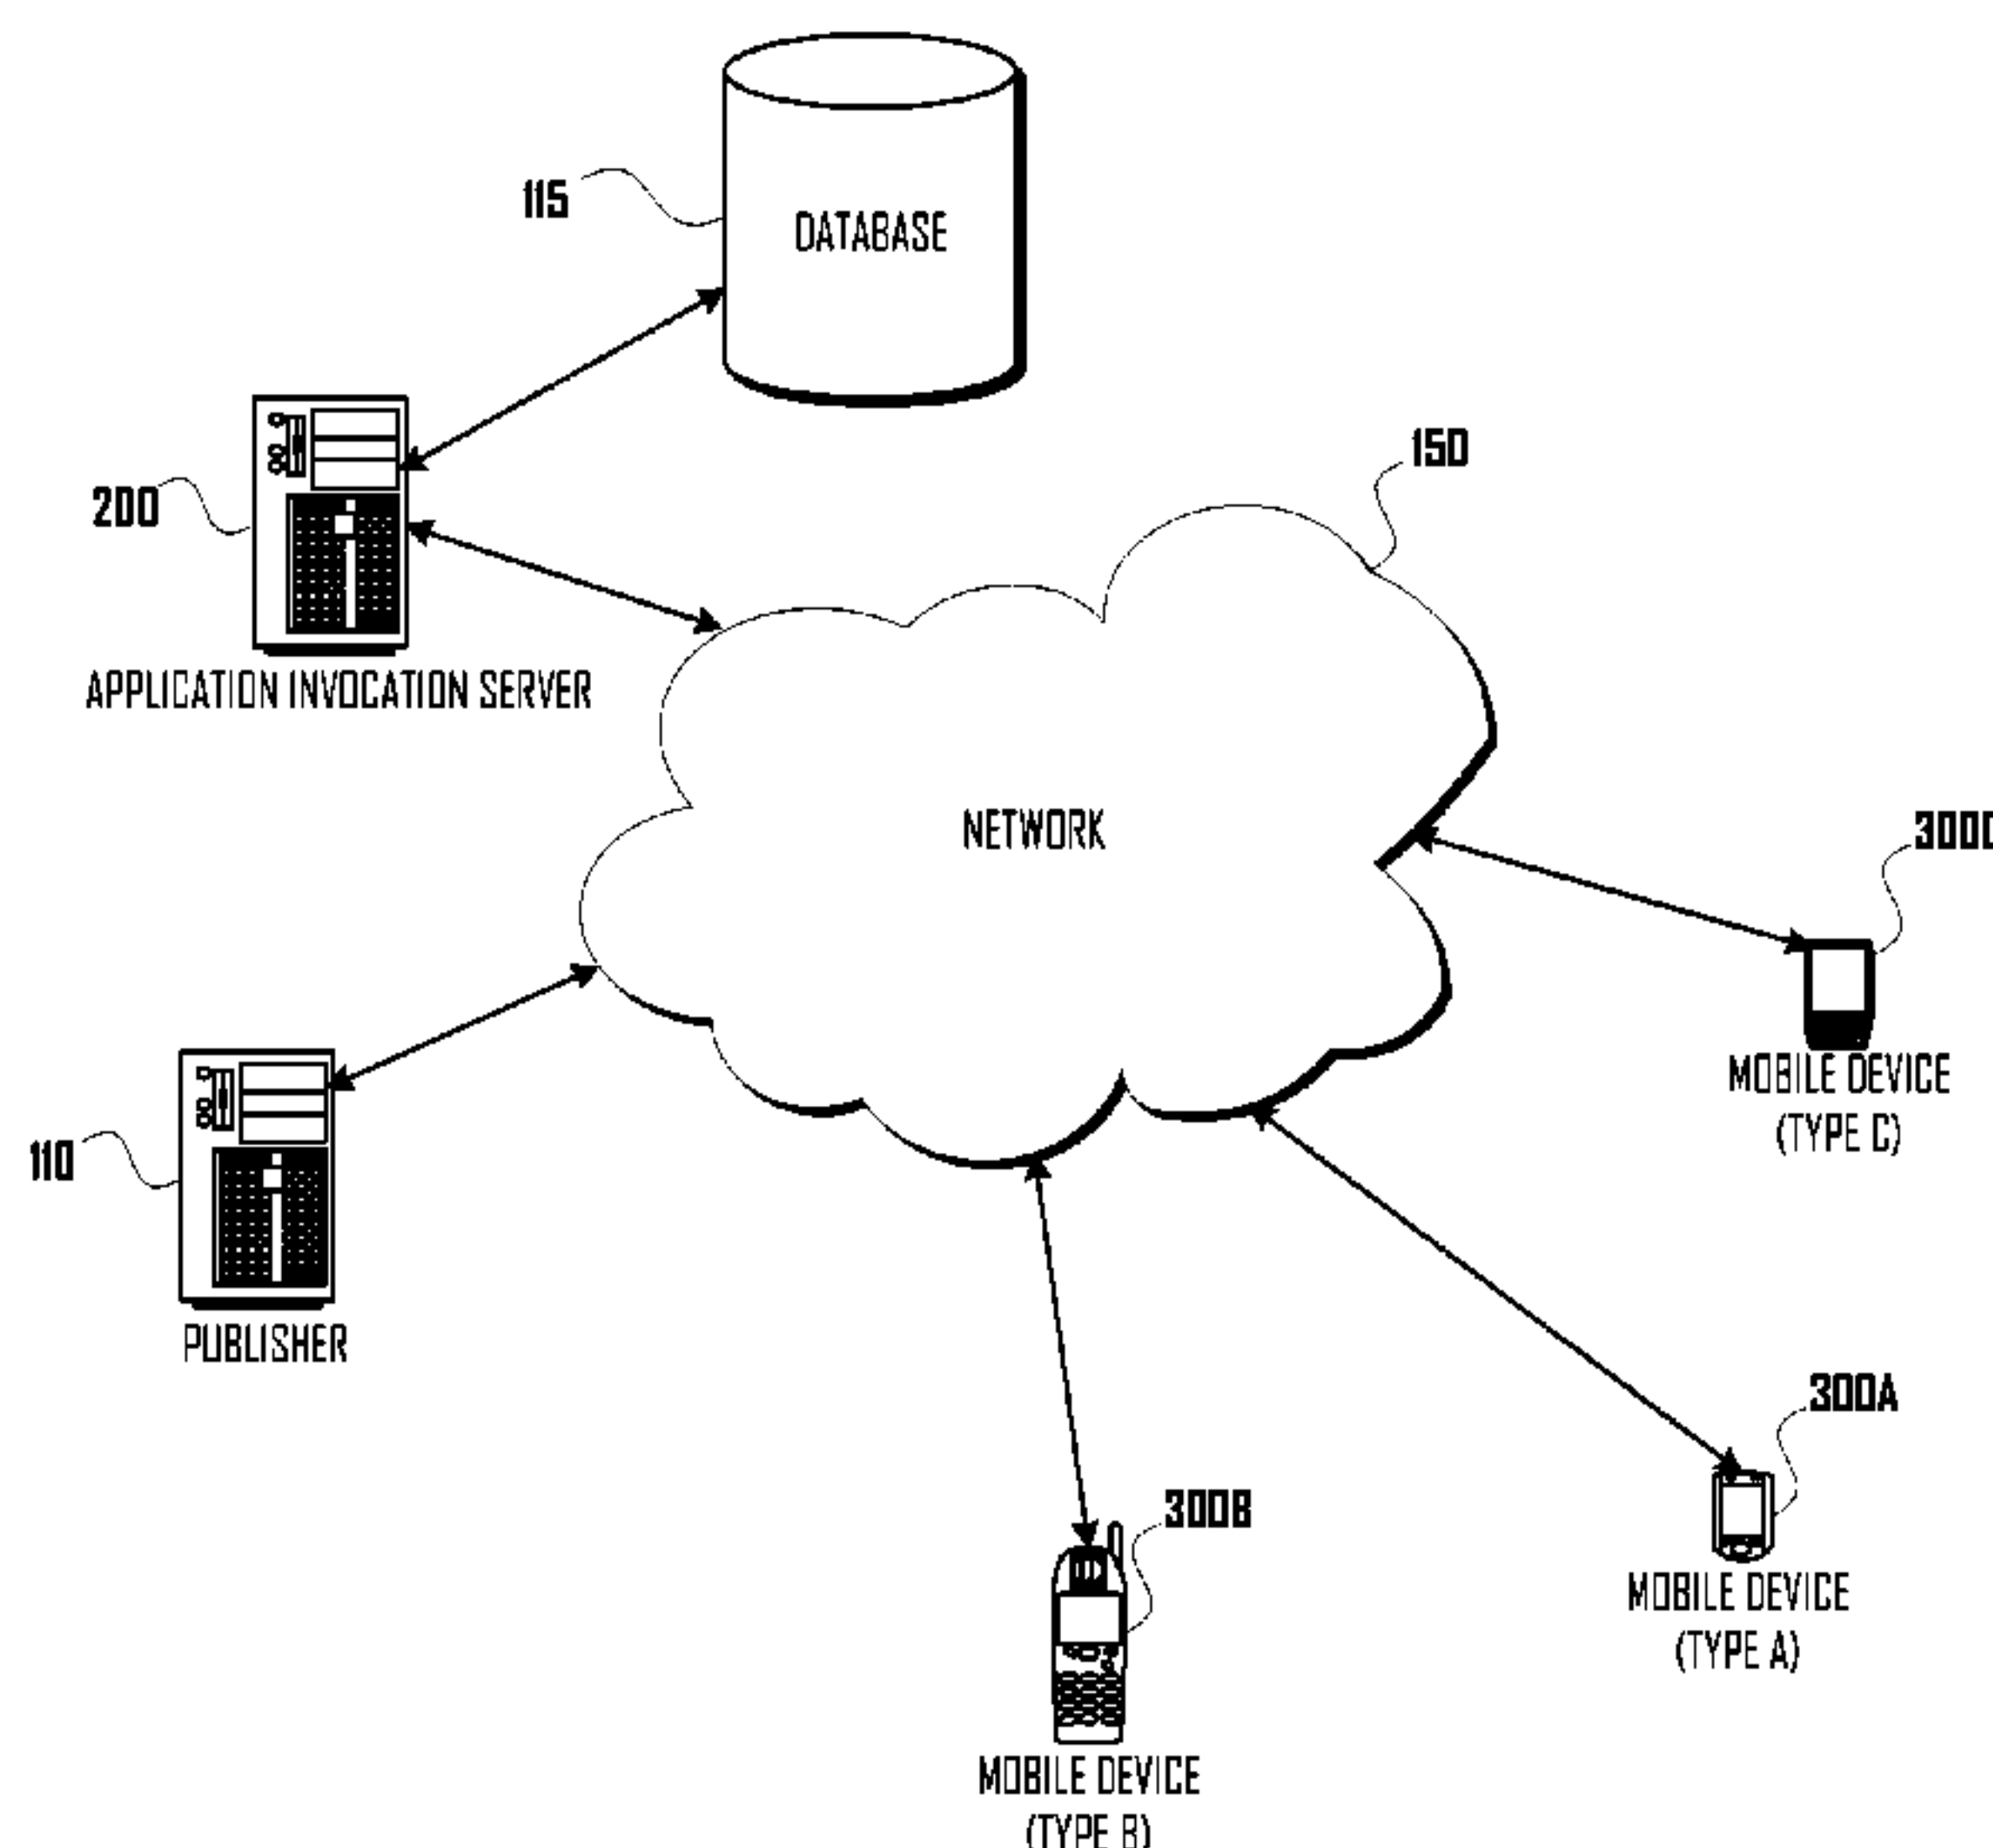 115
DATABASE
150
200
APPLICATION INVOCATION SERVER
NETWORK
MOBILE DEVICE
(TYPE C)
110
PUBLISHER
300A
MOBILE DEVICE
(TYPE A)
300B
MOBILE DEVICE
(TYPE B)